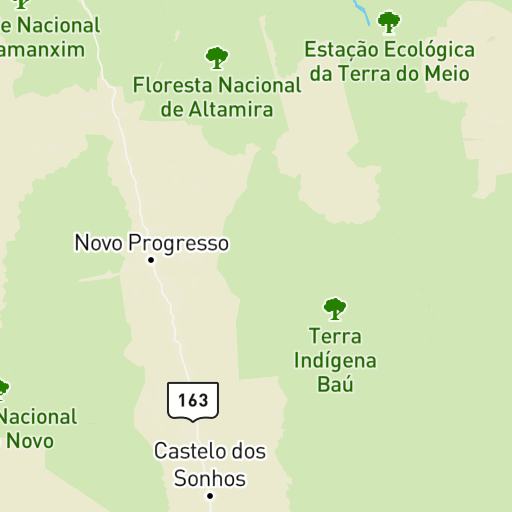 e Nacional
amanxim
Estação Ecológica
da Terra do Meio
Floresta Nacional
de Altamira
Novo Progresso
Terra
Indígena
Baú
163
Nacional
Novo
Castelo dos
Sonhos